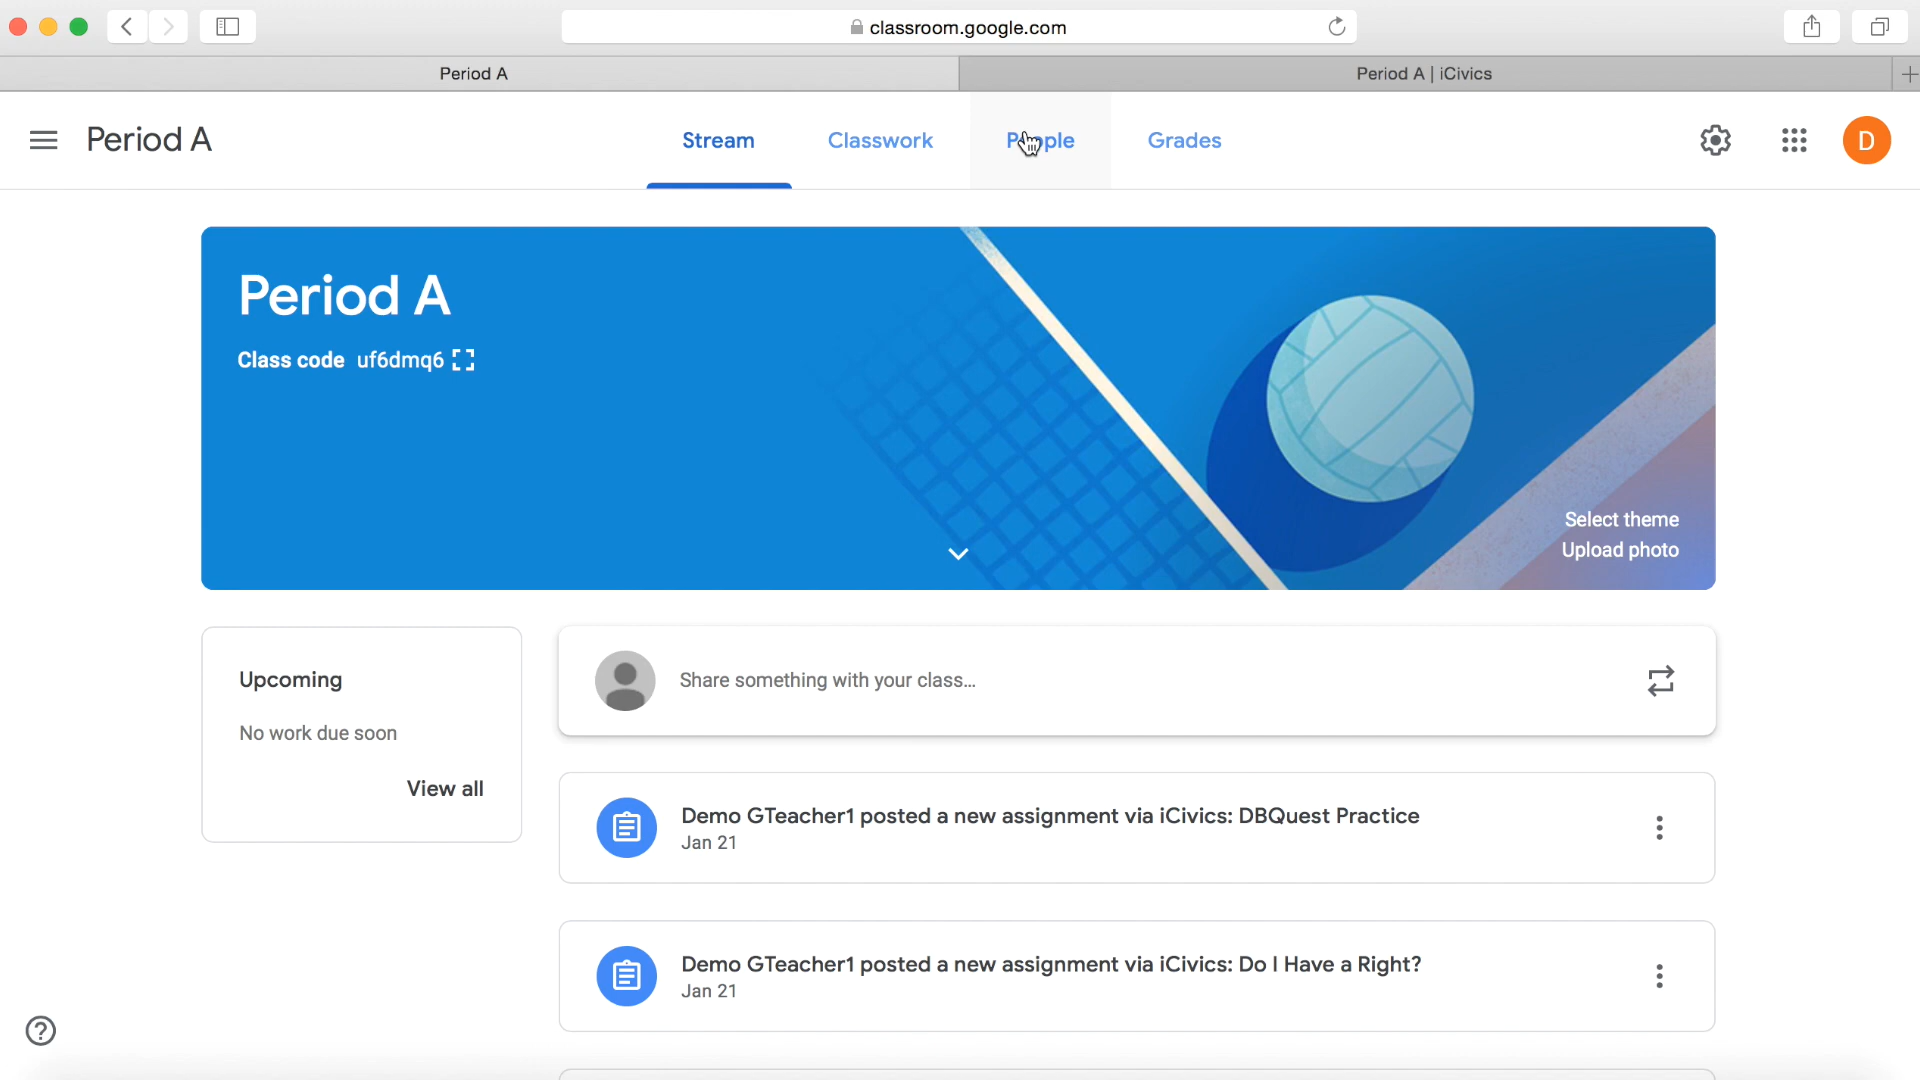 classroom.google.com
Period A
Period A | iCivics
Period A
Stream
Classwork
People
Grades
D
Period A
Class code uf6dmq6
Select theme
Upload photo
Upcoming
No work due soon
View all
Share something with your class...
Demo GTeacher1 posted a new assignment via iCivics: DBQuest Practice
Jan 21
Demo GTeacher1 posted a new assignment via iCivics: Do I Have a Right?
Jan 21